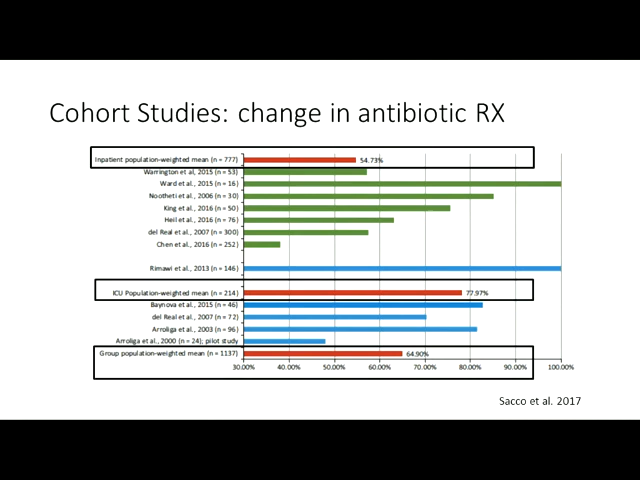 Cohort Studies: change in antibiotic RX
Inpatient population-weighted mean (n = 777)
54.73%
Warrington et al, 2015 (n = 53)
Ward et al., 2015 (n = 16)
Nootheti et al., 2006 (n = 30)
King et al., 2016 (n = 50)
Heil et al., 2016 (n = 76)
del Real et al., 2007 (n = 300)
Chen et al., 2016 (n = 252)
Rimawi et al., 2013 (n = 146)
ICU Population-weighted mean (n = 214)
77.97%
Baynova et al., 2015 (n = 46)
del Real et al., 2007 (n = 72)
Arroliga et al., 2003 (n = 96)
Arroliga et al., 2000 (n = 24); pilot study
Group population-weighted mean (n = 1137)
64.90%
30.00% 40.00% 50.00% 60.00% 70.00% 80.00% 90.00% 100.00%
Sacco et al. 2017